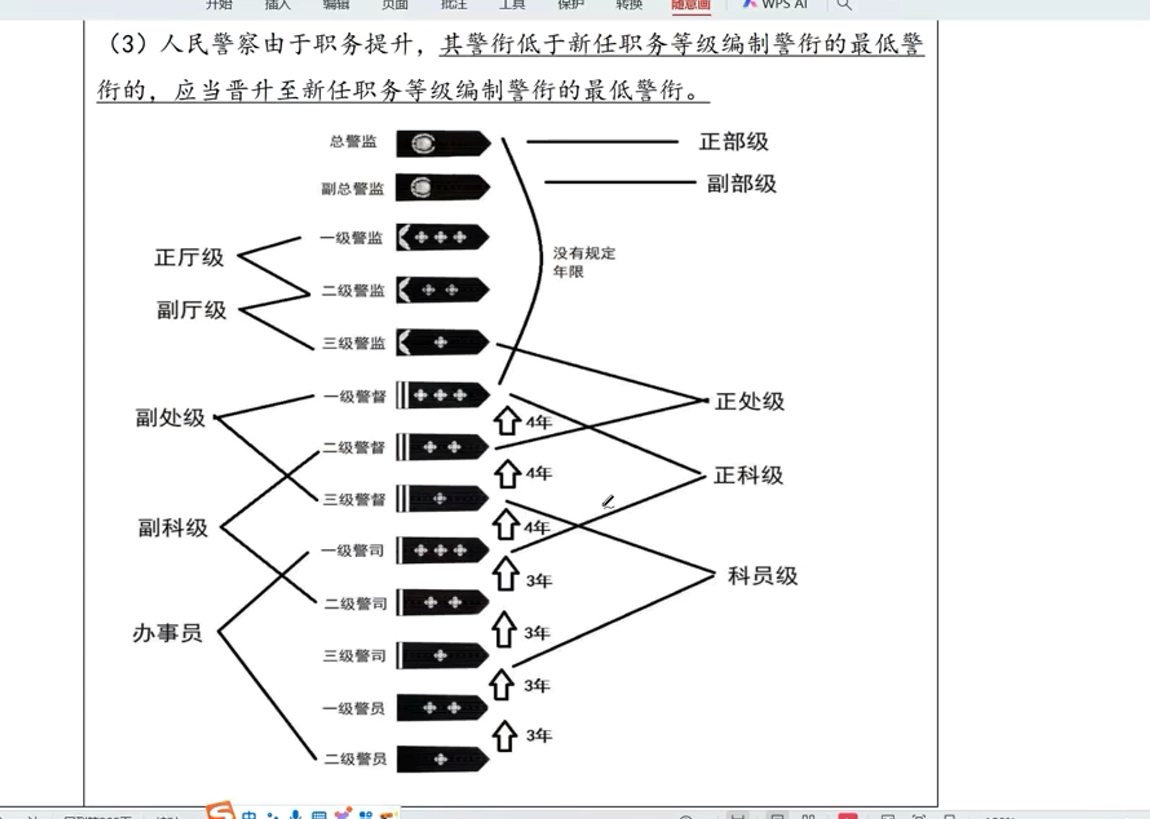 开始 插入 编辑 页面 批注 工具 保护 转换 随意画 WPS AI
（3）人民警察由于职务提升，其警衔低于新任职务等级编制警衔的最低警
衔的，应当晋升至新任职务等级编制警衔的最低警衔。
总警监 正部级
副总警监 副部级
一级警监
正厅级 没有规定
年限
二级警监
副厅级
三级警监
一级警督 正处级
副处级 4年
二级警督
4年 正科级
三级警督
副科级 4年
一级警司
3年 科员级
二级警司
办事员 3年
三级警司
3年
一级警员
3年
二级警员
中